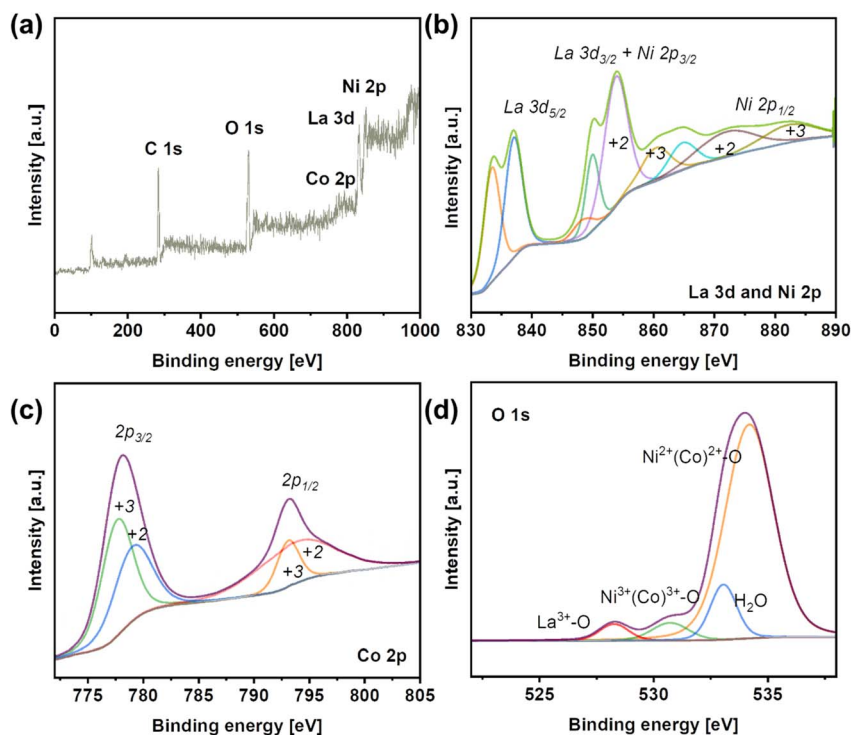 (a)
Intensity [a.u.]
C 1s
O 1s
Ni 2p
La 3d
Co 2p
0 200 400 600 800 1000
Binding energy [eV]
(b)
Intensity [a.u.]
La 3d3/2 + Ni 2p3/2
La 3d5/2
Ni 2p1/2
+2
+3
+2
+3
La 3d and Ni 2p
830 840 850 860 870 880 890
Binding energy [eV]
(c)
Intensity [a.u.]
2p3/2
2p1/2
+3
+2
+2
+3
Co 2p
775 780 785 790 795 800 805
Binding energy [eV]
(d)
Intensity [a.u.]
O 1s
Ni2+(Co)2+-O
Ni3+(Co)3+-O
La3+-O
H2O
525 530 535
Binding energy [eV]